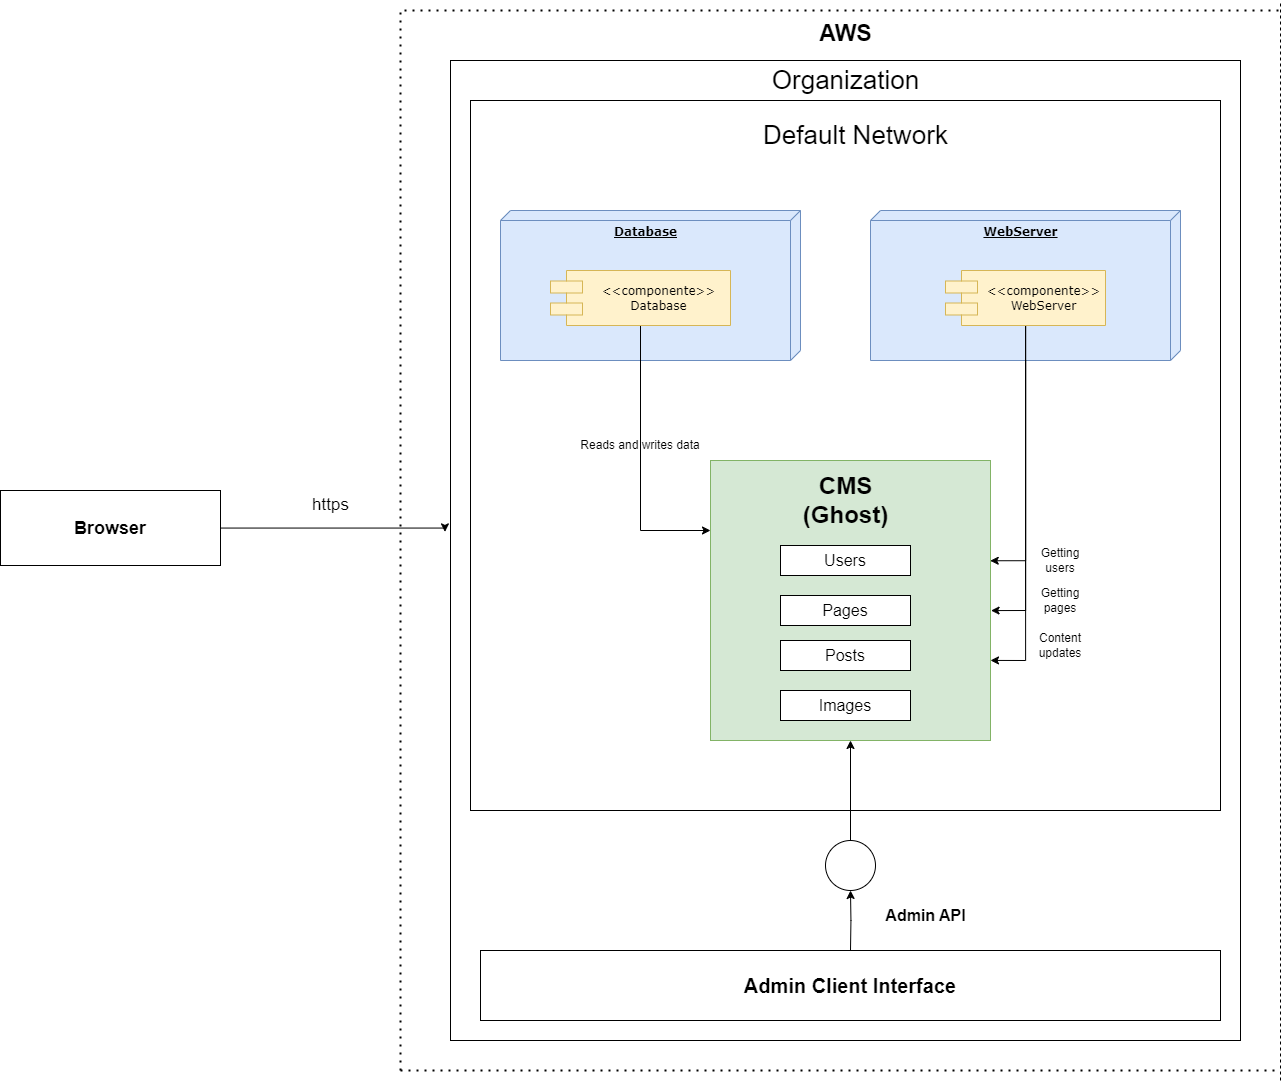 AWS
Organization
Default Network
Database
<<componente>>
Database
WebServer
<<componente>>
WebServer
Reads and writes data
CMS
(Ghost)
Users
Pages
Posts
Images
Getting
users
Getting
pages
Content
updates
Browser
https
Admin API
Admin Client Interface